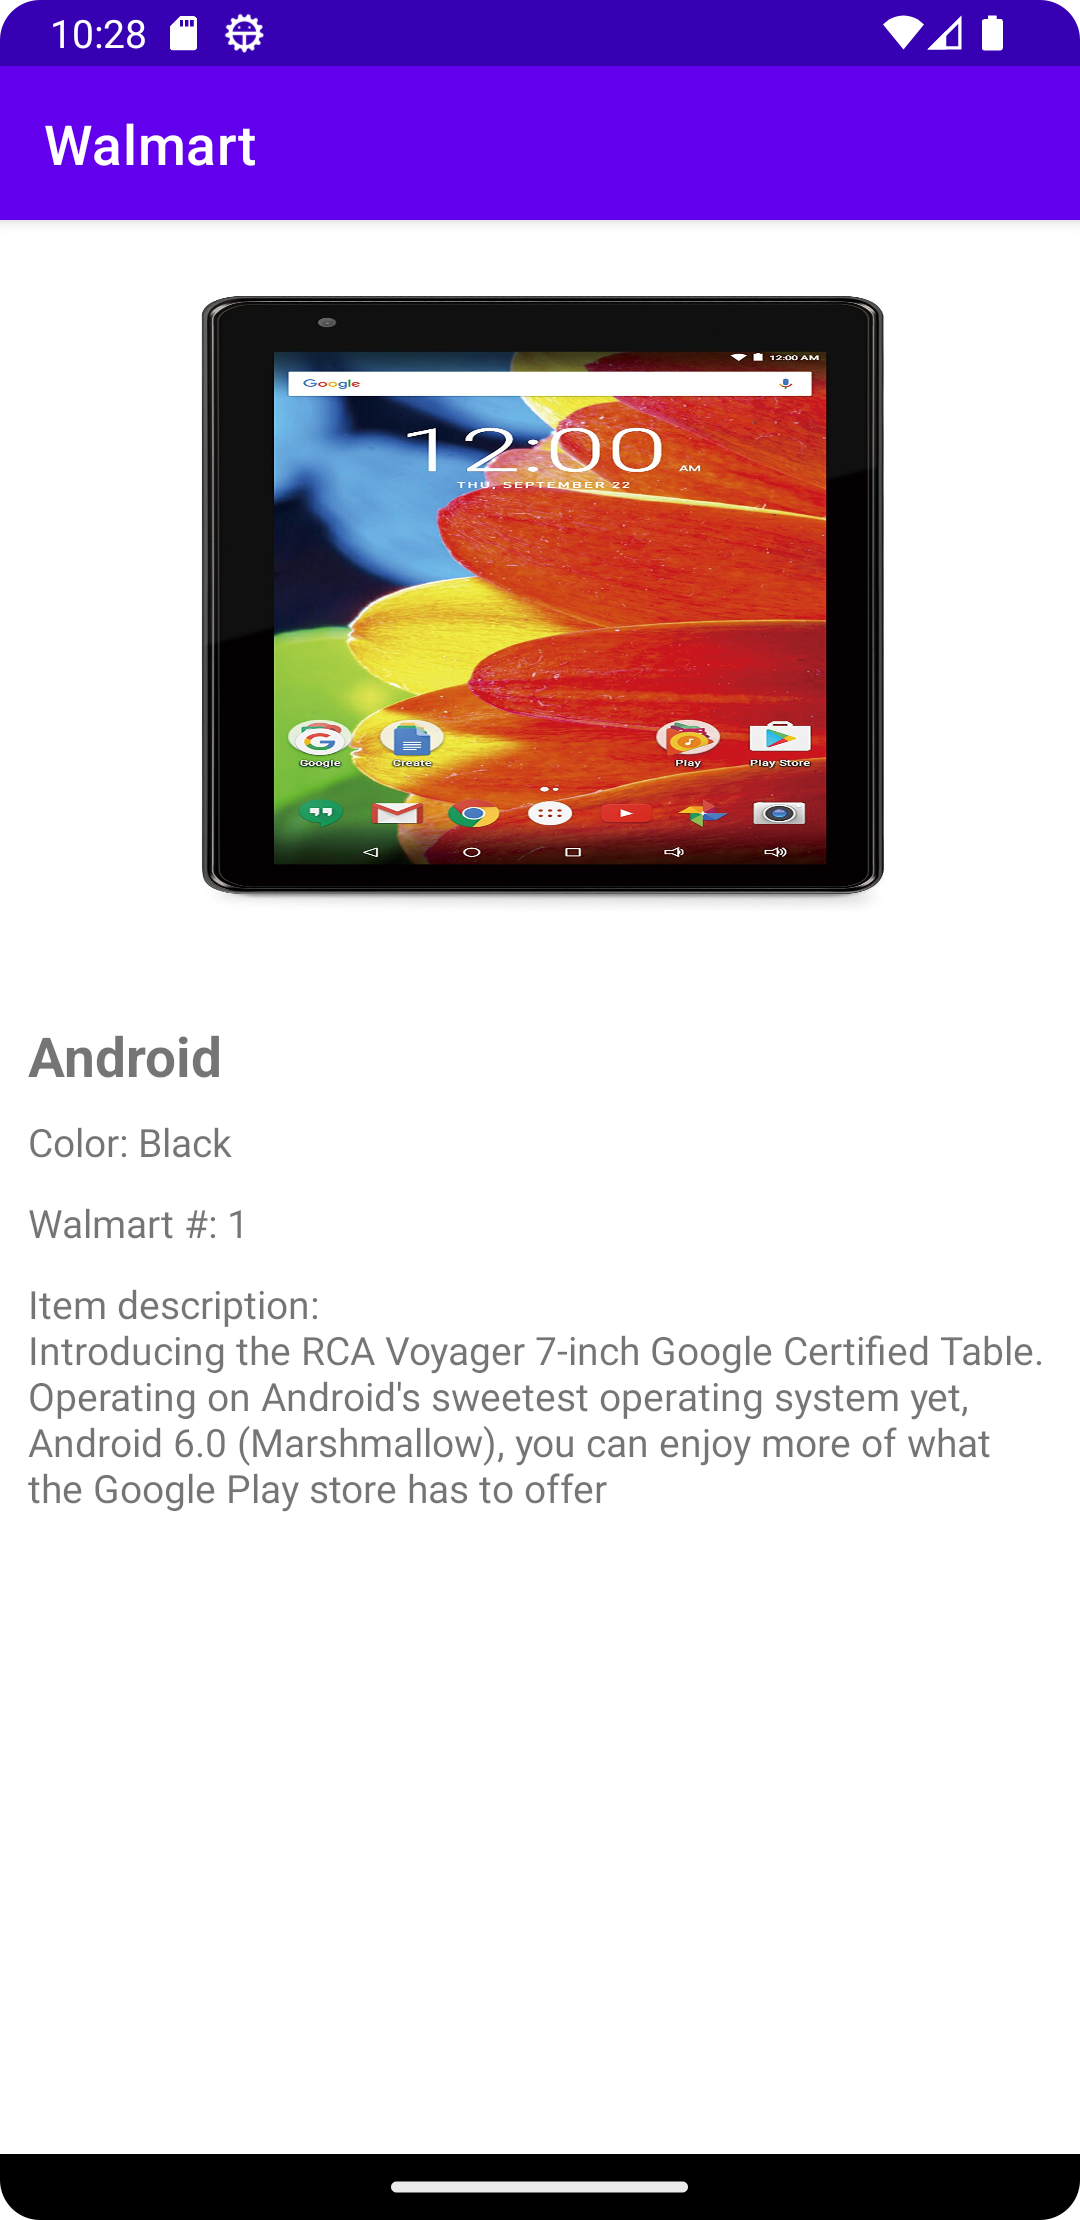 10:28
Walmart
12:00 AM
Google
12:00 AM
THU, SEPTEMBER 22
Google
Create
Play
Play Store
Android
Color: Black
Walmart #: 1
Item description:
Introducing the RCA Voyager 7-inch Google Certified Table.
Operating on Android's sweetest operating system yet,
Android 6.0 (Marshmallow), you can enjoy more of what
the Google Play store has to offer